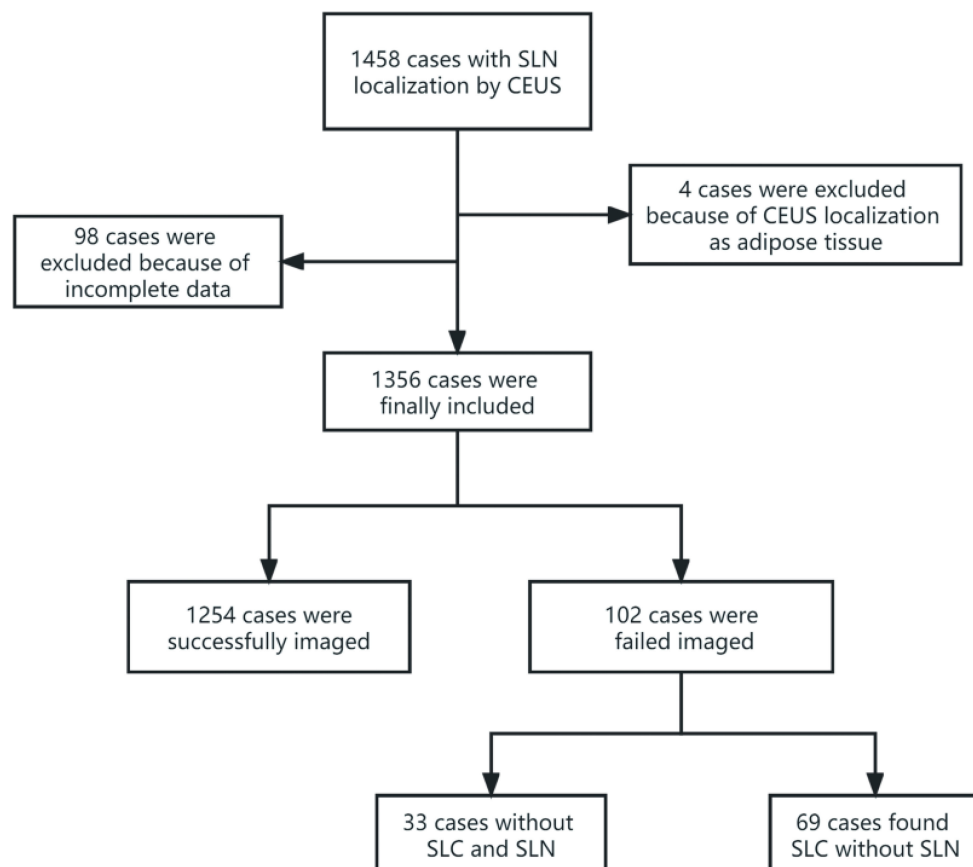 1458 cases with SLN
localization by CEUS
4 cases were excluded
because of CEUS localization
as adipose tissue
98 cases were
excluded because of
incomplete data
1356 cases were
finally included
1254 cases were
successfully imaged
102 cases were
failed imaged
33 cases without
SLC and SLN
69 cases found
SLC without SLN